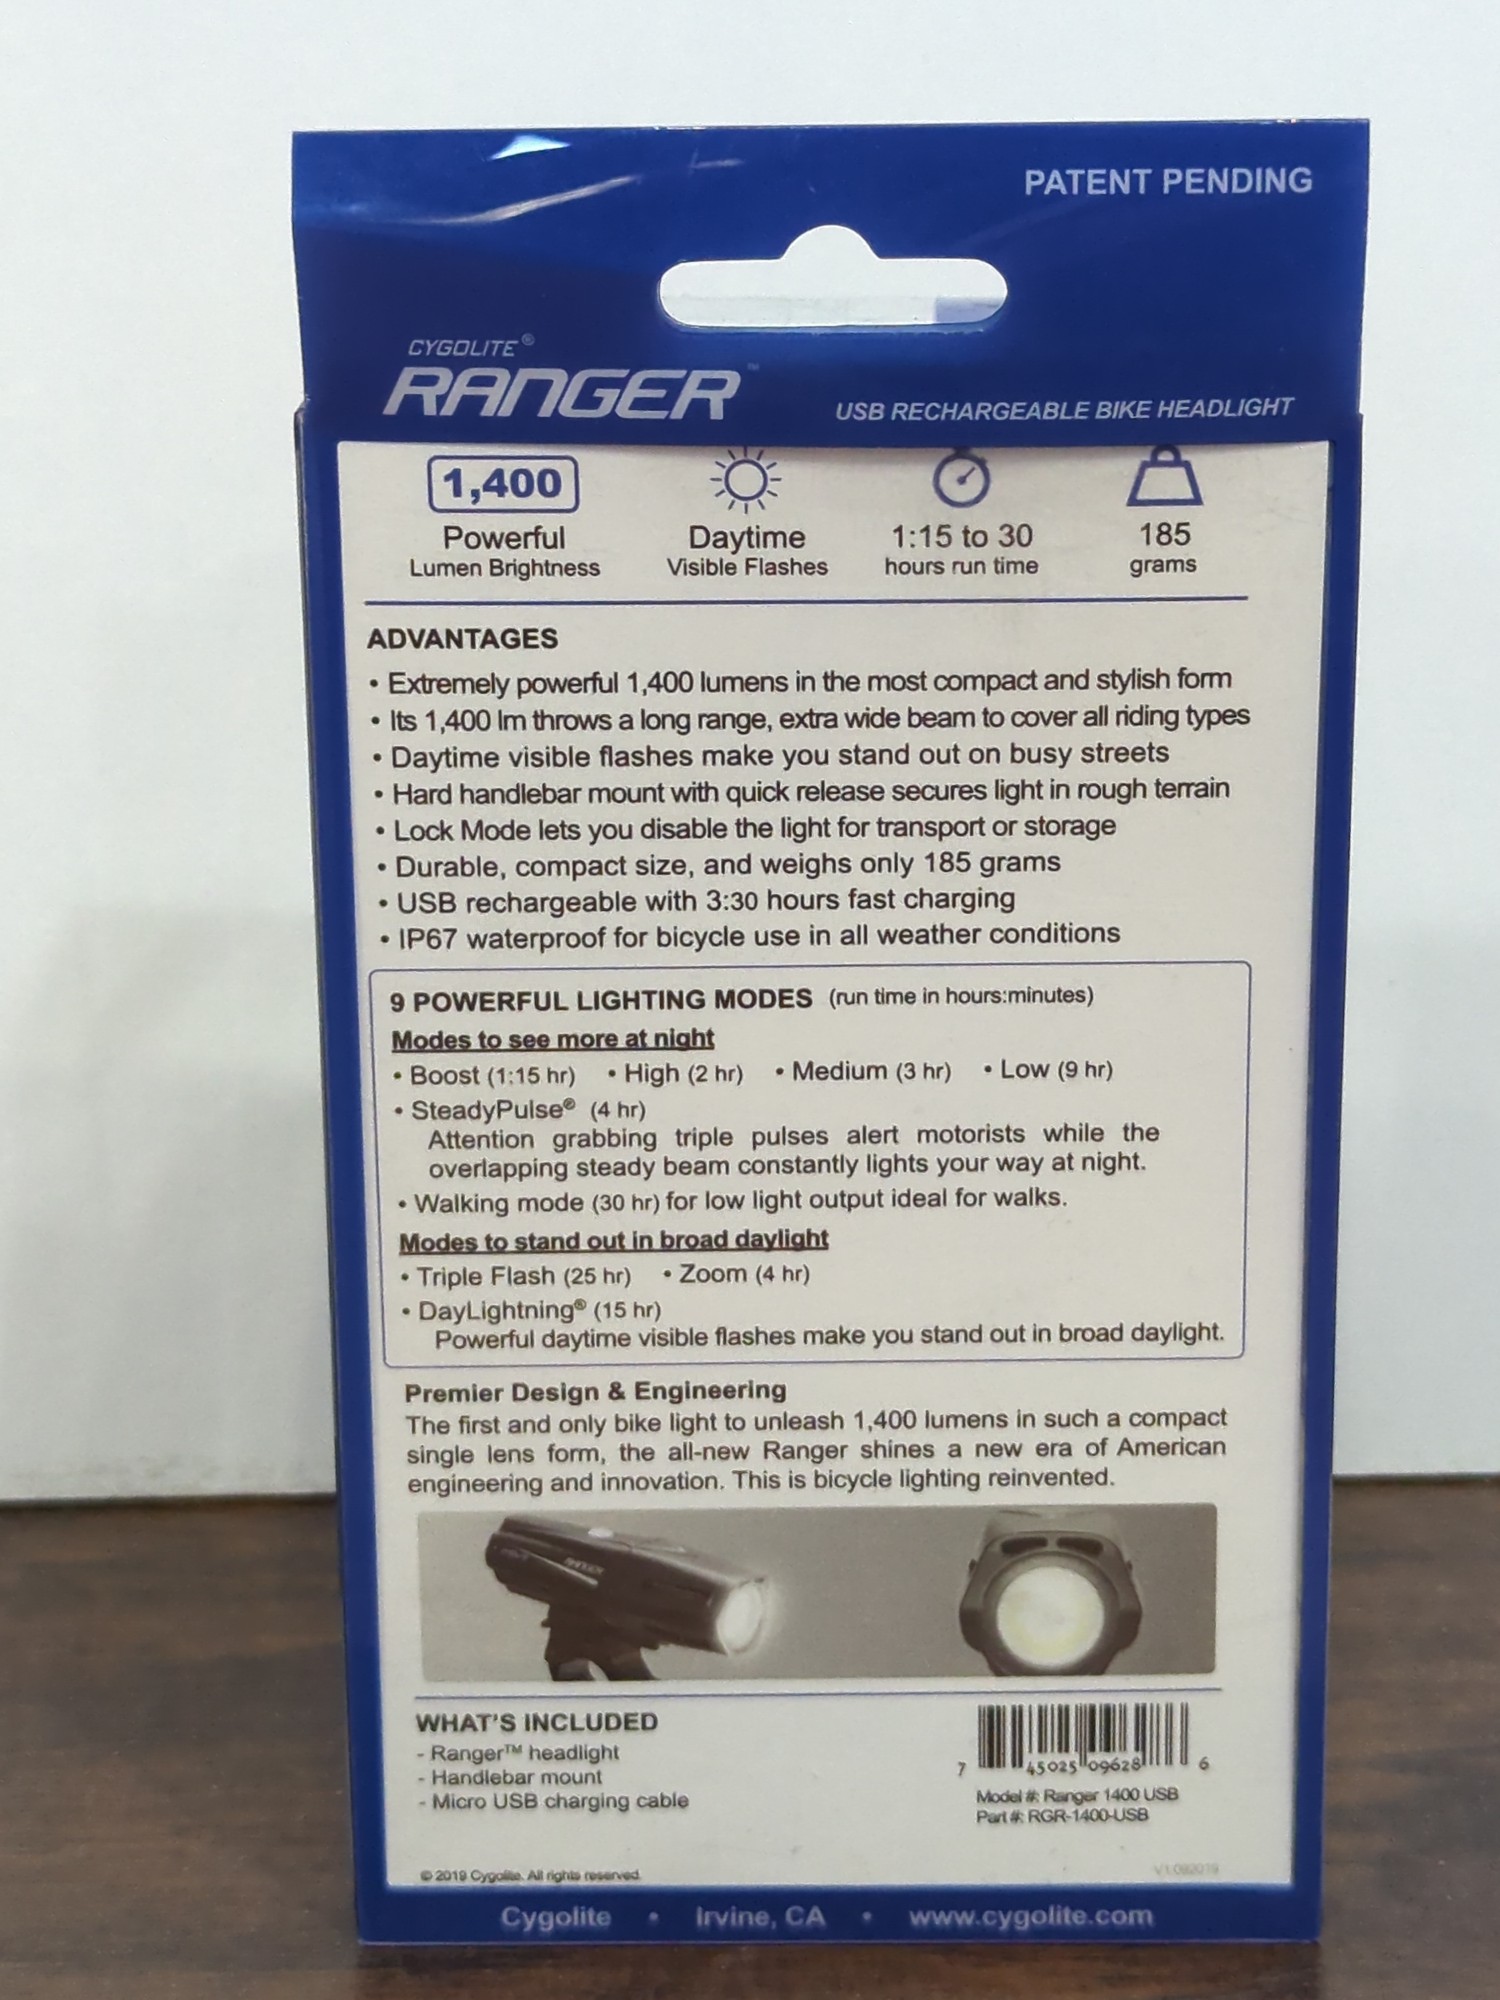 PATENT PENDING
CYGOLITE®
RANGER™
USB RECHARGEABLE BIKE HEADLIGHT
1,400
Powerful
Lumen Brightness
Daytime
Visible Flashes
1:15 to 30
hours run time
185
grams
ADVANTAGES
• Extremely powerful 1,400 lumens in the most compact and stylish form
• Its 1,400 lm throws a long range, extra wide beam to cover all riding types
• Daytime visible flashes make you stand out on busy streets
• Hard handlebar mount with quick release secures light in rough terrain
• Lock Mode lets you disable the light for transport or storage
• Durable, compact size, and weighs only 185 grams
• USB rechargeable with 3:30 hours fast charging
• IP67 waterproof for bicycle use in all weather conditions
9 POWERFUL LIGHTING MODES (run time in hours:minutes)
Modes to see more at night
• Boost (1:15 hr) • High (2 hr) • Medium (3 hr) • Low (9 hr)
• SteadyPulse® (4 hr)
Attention grabbing triple pulses alert motorists while the
overlapping steady beam constantly lights your way at night.
• Walking mode (30 hr) for low light output ideal for walks.
Modes to stand out in broad daylight
• Triple Flash (25 hr) • Zoom (4 hr)
• DayLightning® (15 hr)
Powerful daytime visible flashes make you stand out in broad daylight.
Premier Design & Engineering
The first and only bike light to unleash 1,400 lumens in such a compact
single lens form, the all-new Ranger shines a new era of American
engineering and innovation. This is bicycle lighting reinvented.
RANGER
WHAT'S INCLUDED
- Ranger™ headlight
- Handlebar mount
- Micro USB charging cable
7 45025 09628 6
Model #: Ranger 1400 USB
Part #: RGR-1400-USB
© 2019 Cygolite. All rights reserved.
Cygolite • Irvine, CA • www.cygolite.com